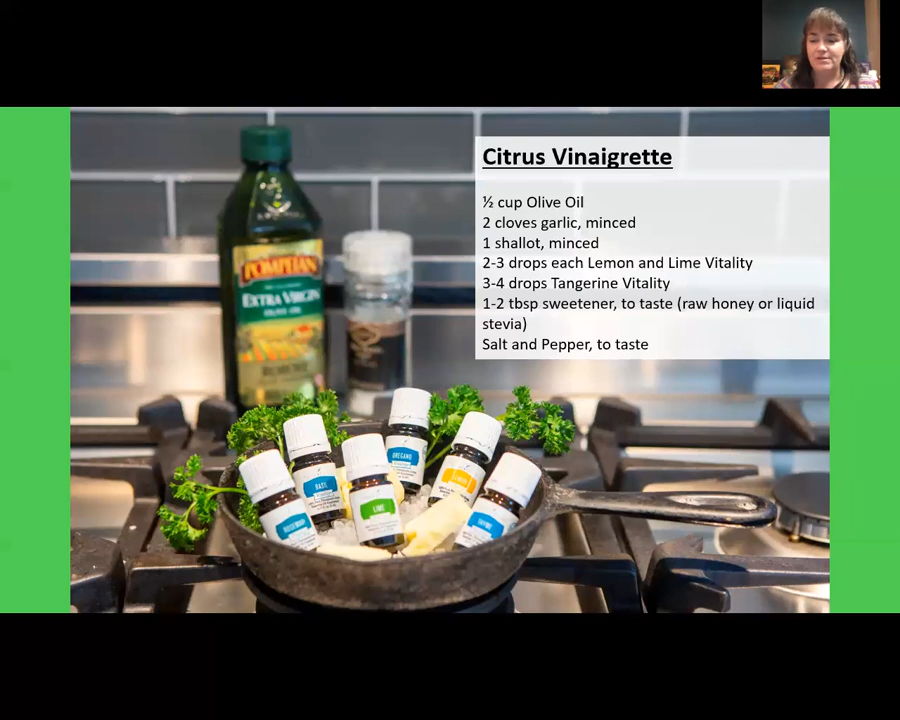 Citrus Vinaigrette
½ cup Olive Oil
2 cloves garlic, minced
1 shallot, minced
2-3 drops each Lemon and Lime Vitality
3-4 drops Tangerine Vitality
1-2 tbsp sweetener, to taste (raw honey or liquid
stevia)
Salt and Pepper, to taste
POMPEIAN
EXTRA VIRGIN
OLIVE OIL
OREGANO
BASIL
LEMON
LIME
ROSEMARY
THYME